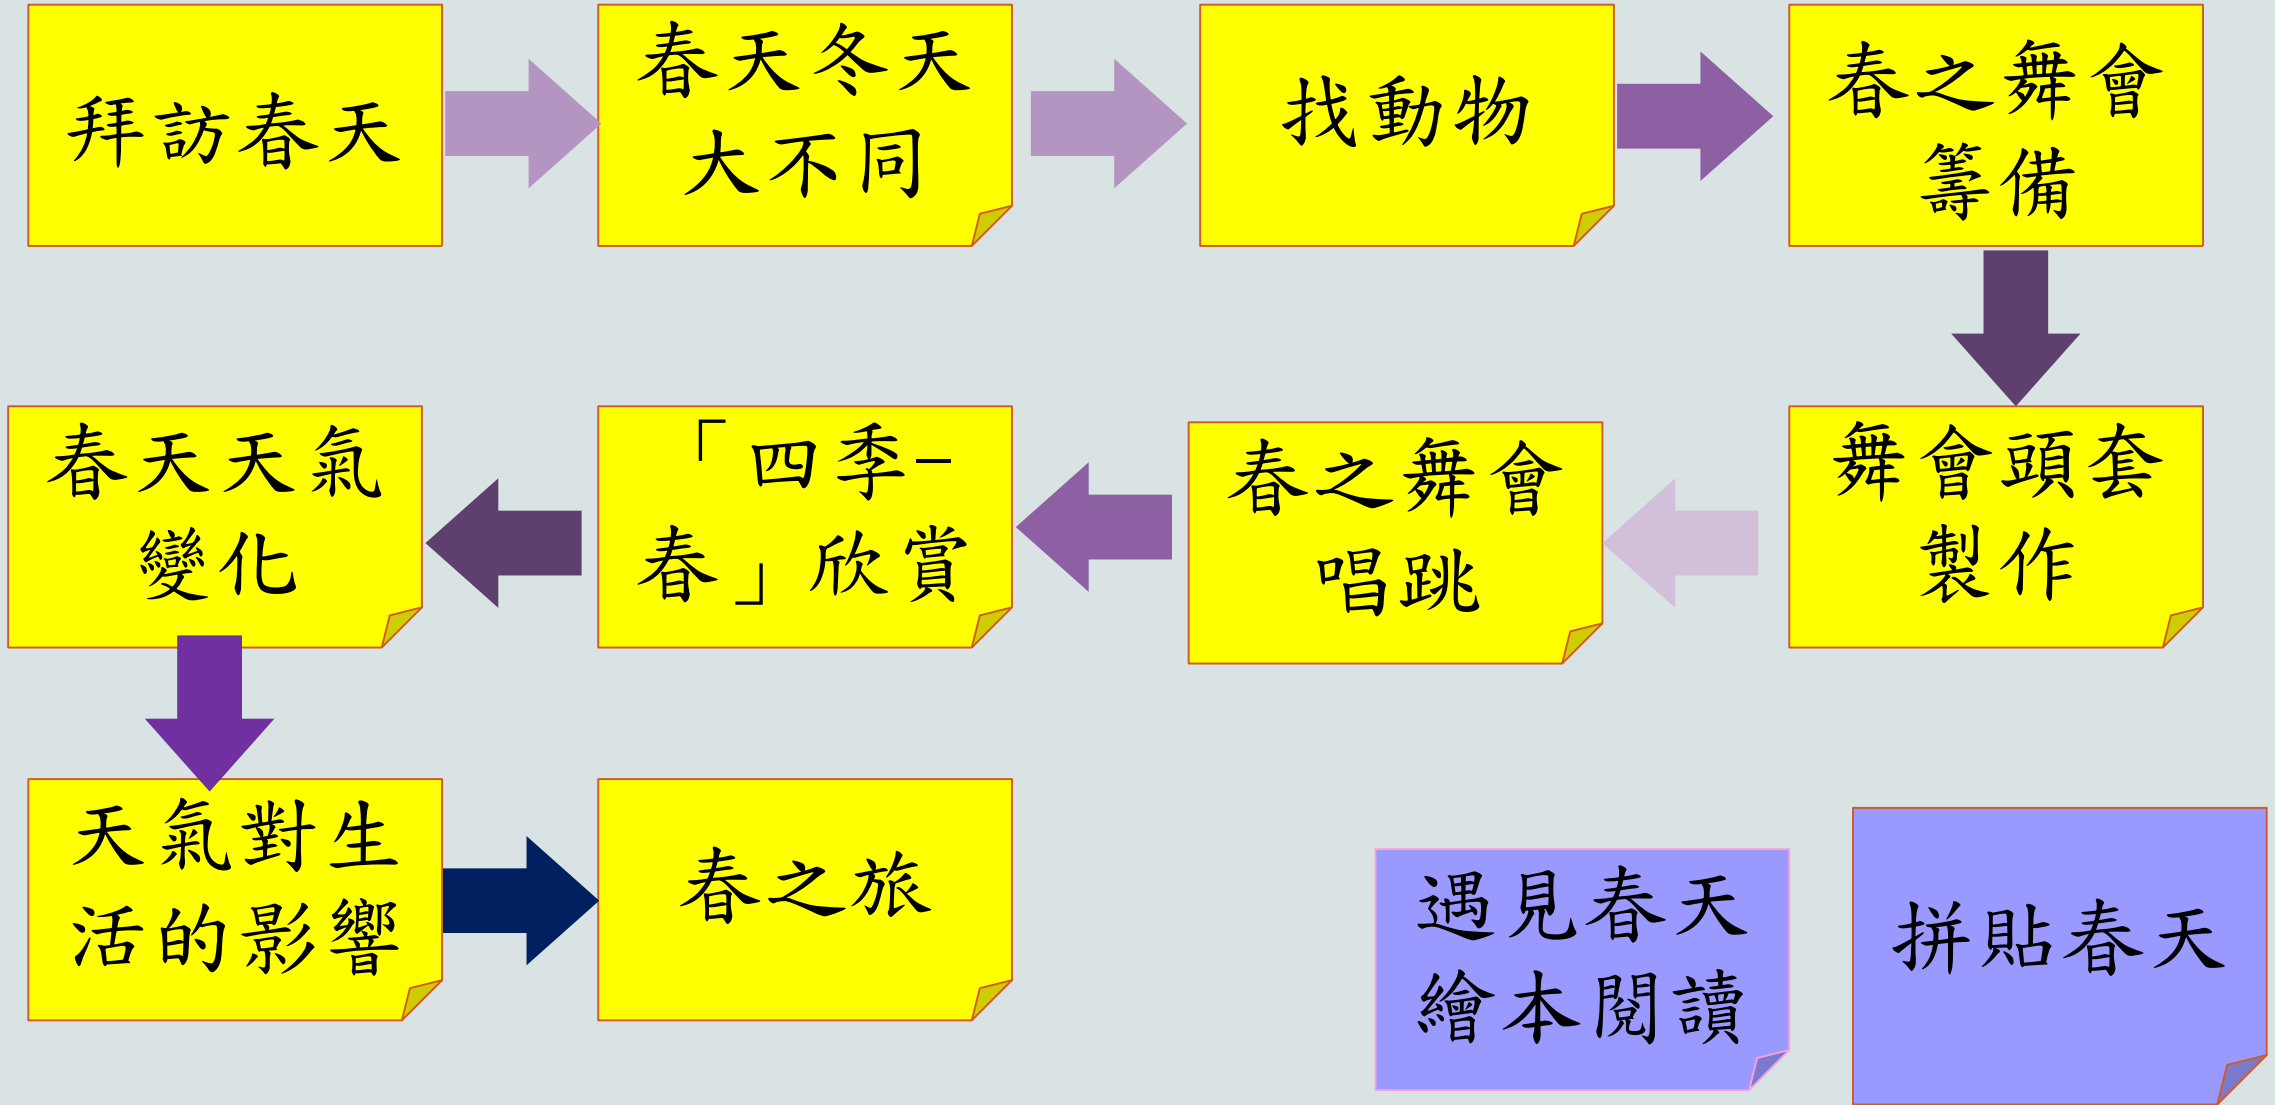 拜訪春天
春天冬天
大不同
找動物
春之舞會
籌備
舞會頭套
製作
春之舞會
唱跳
「四季–
春」欣賞
春天天氣
變化
天氣對生
活的影響
春之旅
遇見春天
繪本閱讀
拼貼春天